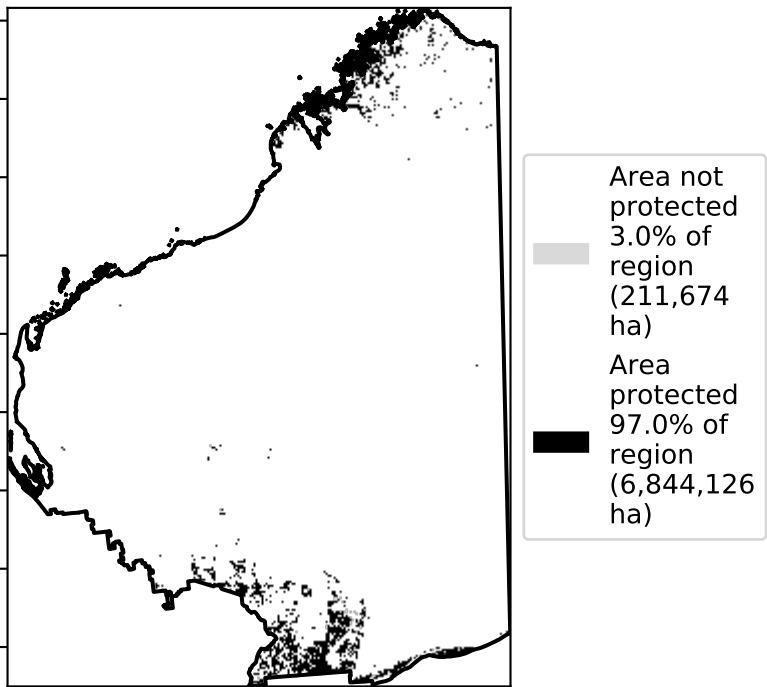 Area not
protected
3.0% of
region
(211,674
ha)
Area
protected
97.0% of
region
(6,844,126
ha)